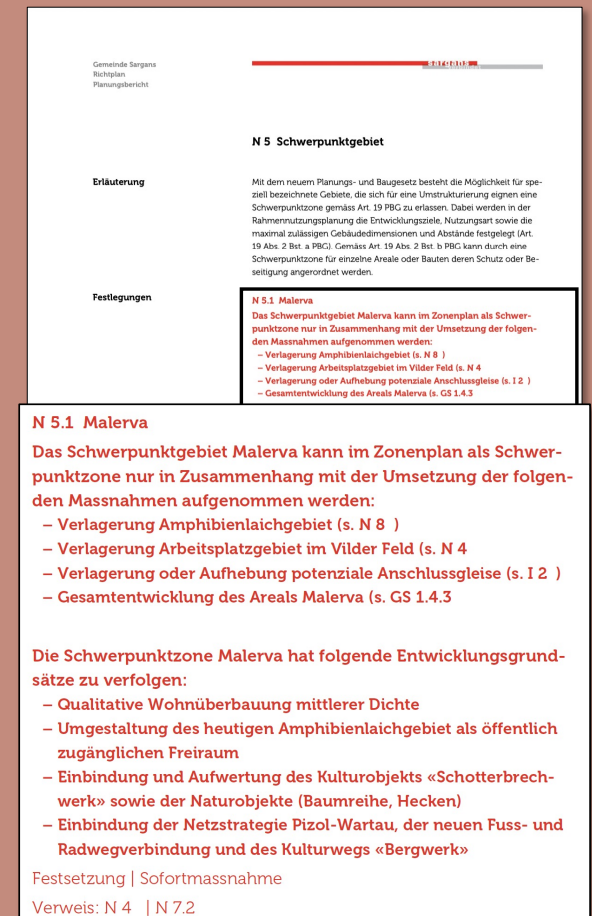 Gemeinde Sargans
Richtplan
Planungsbericht
sargans
N 5 Schwerpunktgebiet
Erläuterung
Mit dem neuem Planungs- und Baugesetz besteht die Möglichkeit für spe-
ziell bezeichnete Gebiete, die sich für eine Umstrukturierung eignen eine
Schwerpunktzone gemäss Art. 19 PBG zu erlassen. Dabei werden in der
Rahmennutzungsplanung die Entwicklungsziele, Nutzungsart sowie die
maximal zulässigen Gebäudedimensionen und Abstände festgelegt (Art.
19 Abs. 2 Bst. a PBG). Gemäss Art. 19 Abs. 2 Bst. b PBG kann durch eine
Schwerpunktzone für einzelne Areale oder Bauten deren Schutz oder Be-
seitigung angeordnet werden.
Festlegungen
N 5.1 Malerva
Das Schwerpunktgebiet Malerva kann im Zonenplan als Schwer-
punktzone nur in Zusammenhang mit der Umsetzung der folgen-
den Massnahmen aufgenommen werden:
– Verlagerung Amphibienlaichgebiet (s. N 8 )
– Verlagerung Arbeitsplatzgebiet im Vilder Feld (s. N 4
– Verlagerung oder Aufhebung potenziale Anschlussgleise (s. I 2 )
– Gesamtentwicklung des Areals Malerva (s. GS 1.4.3
N 5.1 Malerva
Das Schwerpunktgebiet Malerva kann im Zonenplan als Schwer-
punktzone nur in Zusammenhang mit der Umsetzung der folgen-
den Massnahmen aufgenommen werden:
– Verlagerung Amphibienlaichgebiet (s. N 8 )
– Verlagerung Arbeitsplatzgebiet im Vilder Feld (s. N 4
– Verlagerung oder Aufhebung potenziale Anschlussgleise (s. I 2 )
– Gesamtentwicklung des Areals Malerva (s. GS 1.4.3
Die Schwerpunktzone Malerva hat folgende Entwicklungsgrund-
sätze zu verfolgen:
– Qualitative Wohnüberbauung mittlerer Dichte
– Umgestaltung des heutigen Amphibienlaichgebiet als öffentlich
zugänglichen Freiraum
– Einbindung und Aufwertung des Kulturobjekts «Schotterbrech-
werk» sowie der Naturobjekte (Baumreihe, Hecken)
– Einbindung der Netzstrategie Pizol-Wartau, der neuen Fuss- und
Radwegverbindung und des Kulturwegs «Bergwerk»
Festsetzung | Sofortmassnahme
Verweis: N 4 | N 7.2